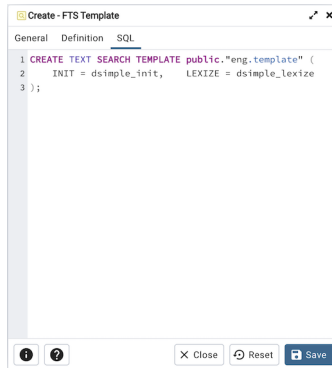 Create - FTS Template
General Definition SQL
1 CREATE TEXT SEARCH TEMPLATE public."eng.template" (
2 INIT = dsimple_init, LEXIZE = dsimple_lexize
3 );
Close Reset Save